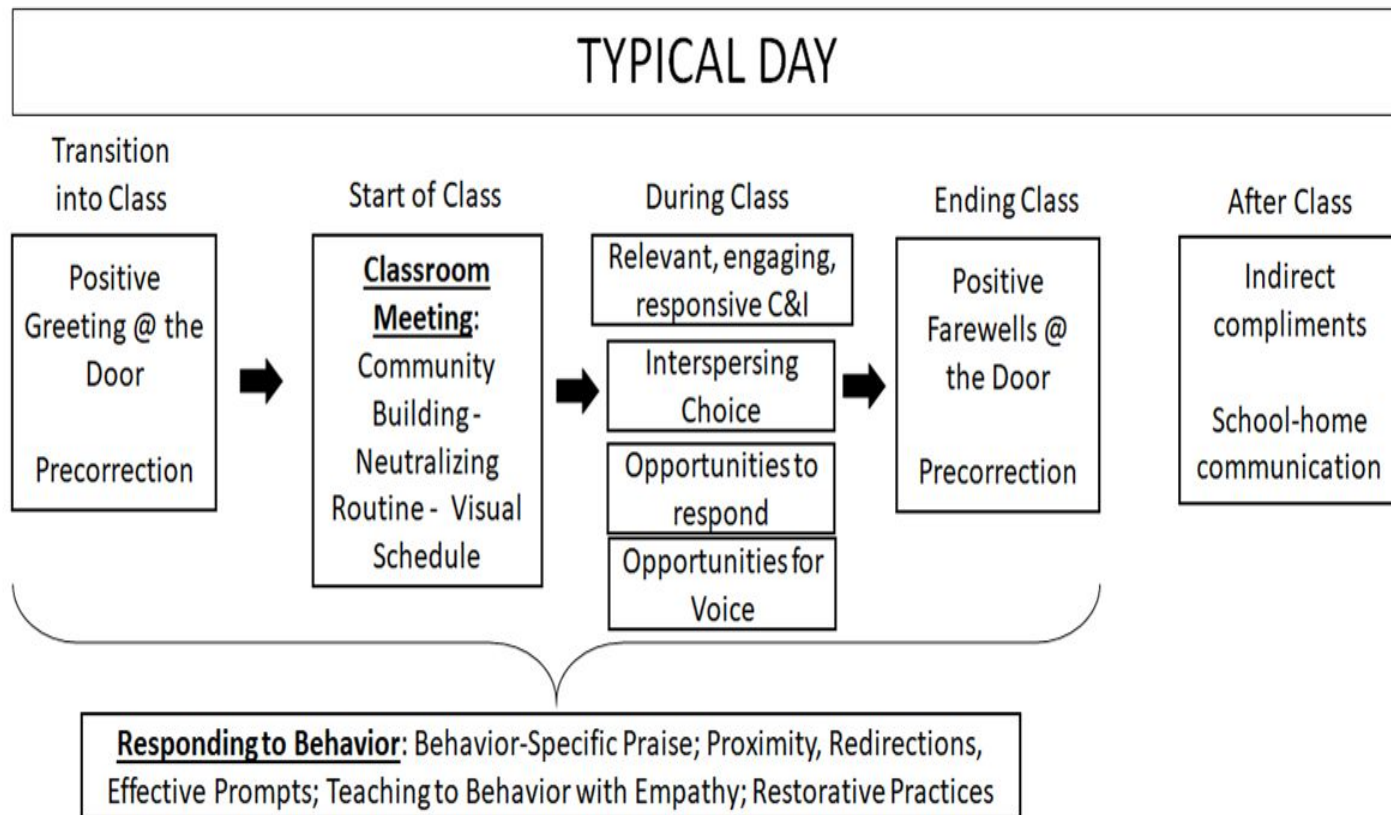 TYPICAL DAY
Transition
into Class
Positive
Greeting @ the
Door
Precorrection
Start of Class
Classroom
Meeting:
Community
Building -
Neutralizing
Routine - Visual
Schedule
During Class
Relevant, engaging,
responsive C&I
Interspersing
Choice
Opportunities to
respond
Opportunities for
Voice
Ending Class
Positive
Farewells @
the Door
Precorrection
After Class
Indirect
compliments
School-home
communication
Responding to Behavior: Behavior-Specific Praise; Proximity, Redirections,
Effective Prompts; Teaching to Behavior with Empathy; Restorative Practices